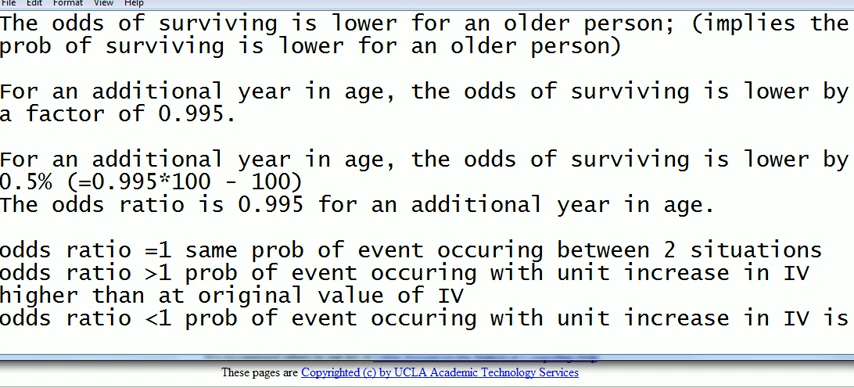 File Edit Format View Help
The odds of surviving is lower for an older person; (implies the
prob of surviving is lower for an older person)
For an additional year in age, the odds of surviving is lower by
a factor of 0.995.
For an additional year in age, the odds of surviving is lower by
0.5% (=0.995*100 - 100)
The odds ratio is 0.995 for an additional year in age.
odds ratio =1 same prob of event occuring between 2 situations
odds ratio >1 prob of event occuring with unit increase in IV
higher than at original value of IV
odds ratio <1 prob of event occuring with unit increase in IV is
These pages are Copyrighted (c) by UCLA Academic Technology Services